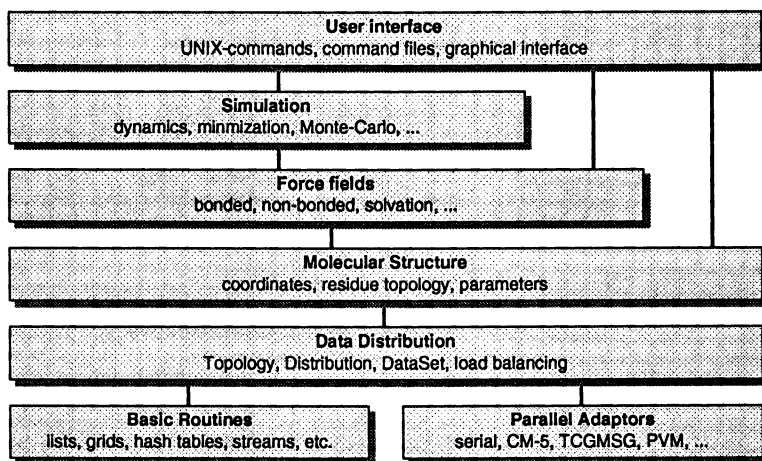 User interface
UNIX-commands, command files, graphical interface
Simulation
dynamics, minmization, Monte-Carlo, ...
Force fields
bonded, non-bonded, solvation, ...
Molecular Structure
coordinates, residue topology, parameters
Data Distribution
Topology, Distribution, DataSet, load balancing
Basic Routines
lists, grids, hash tables, streams, etc.
Parallel Adaptors
serial, CM-5, TCGMSG, PVM, ...